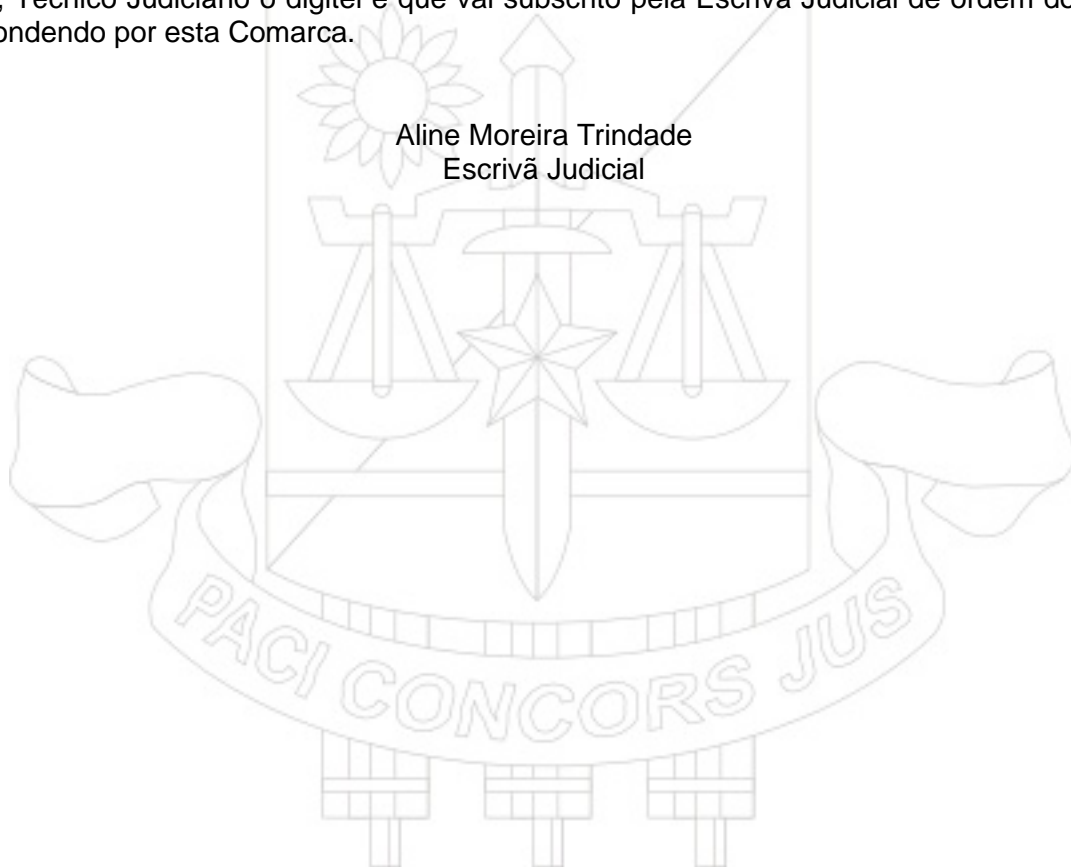 , Técnico Judiciário o digitei e que vai subscrito pela Escrivã Judicial de ordem do
ondendo por esta Comarca.
Aline Moreira Trindade
Escrivã Judicial
PACI CONCORS JUS